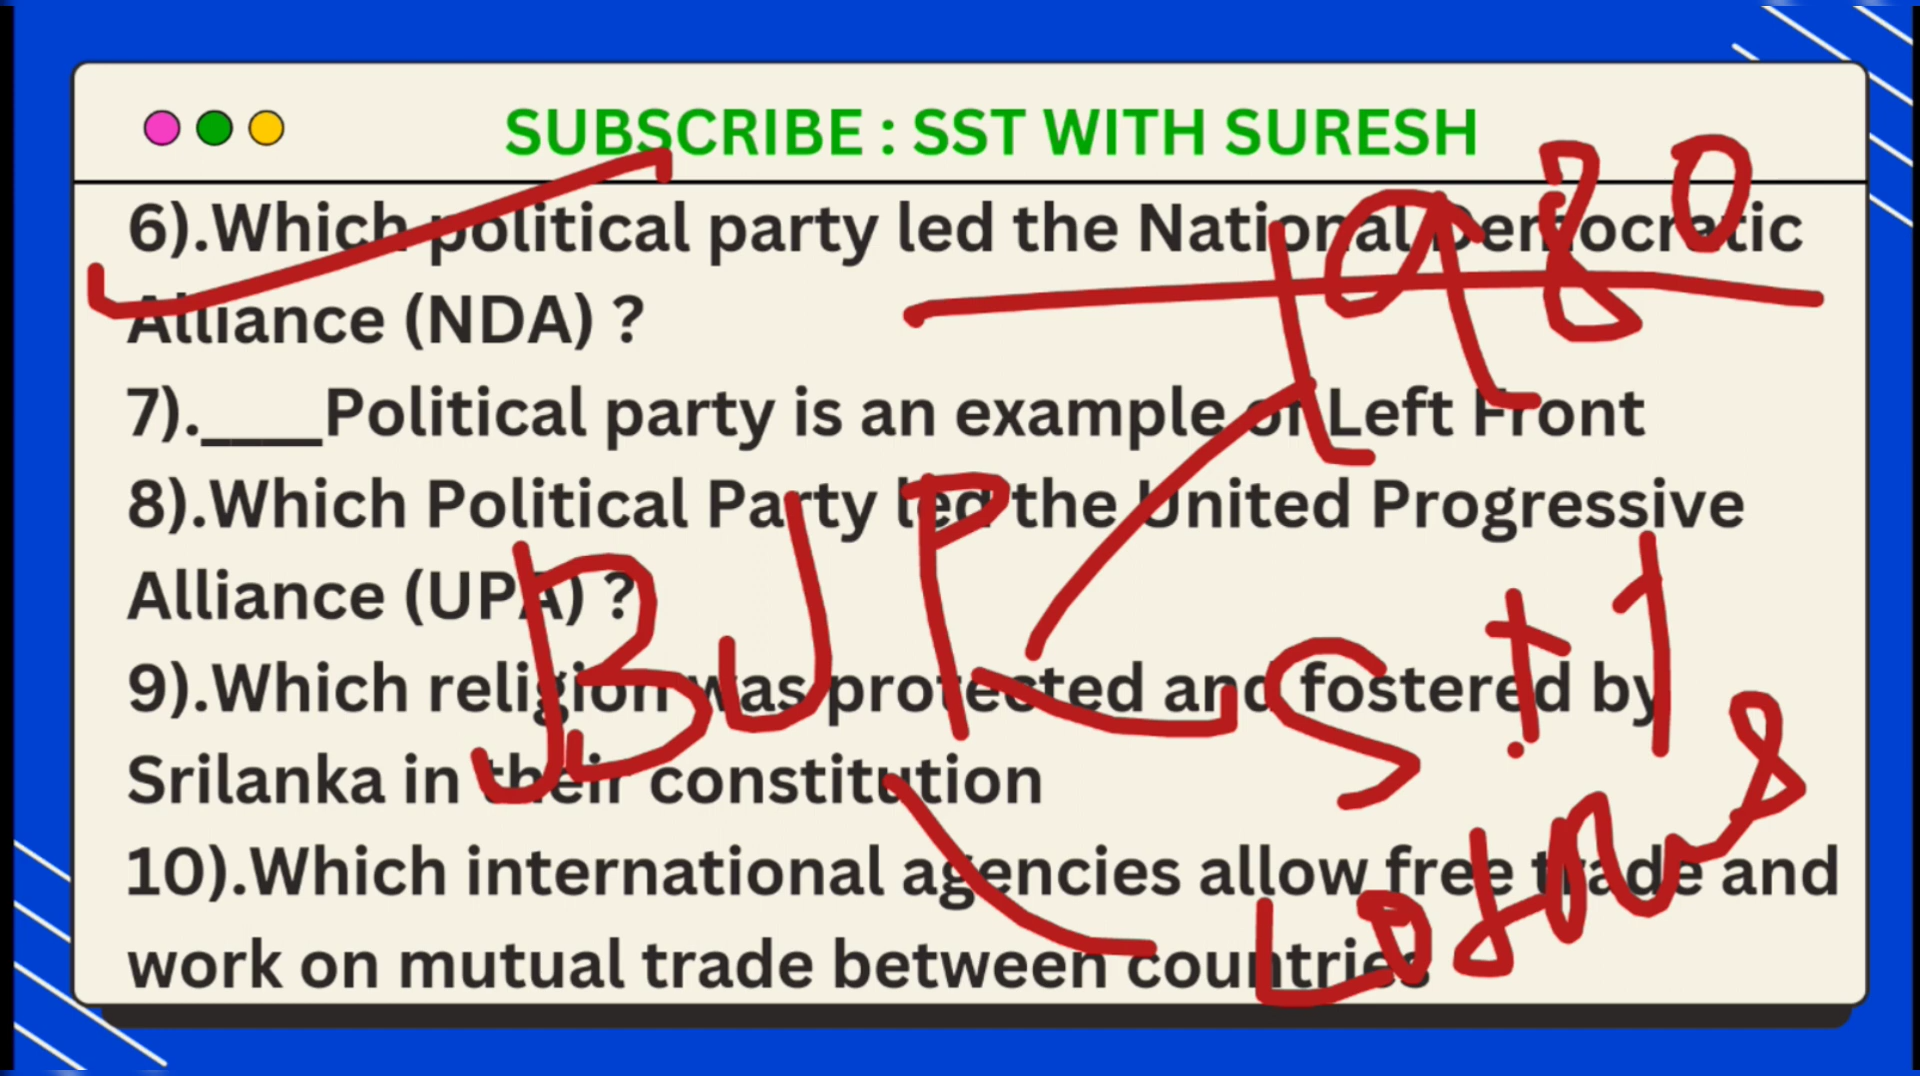 SUBSCRIBE : SST WITH SURESH
6).Which political party led the National Democratic
Alliance (NDA) ?
7).____Political party is an example of Left Front
8).Which Political Party led the United Progressive
Alliance (UPA) ?
9).Which religion was protected and fostered by
Srilanka in their constitution
10).Which international agencies allow free trade and
work on mutual trade between countries
1980
BJP
Lotus